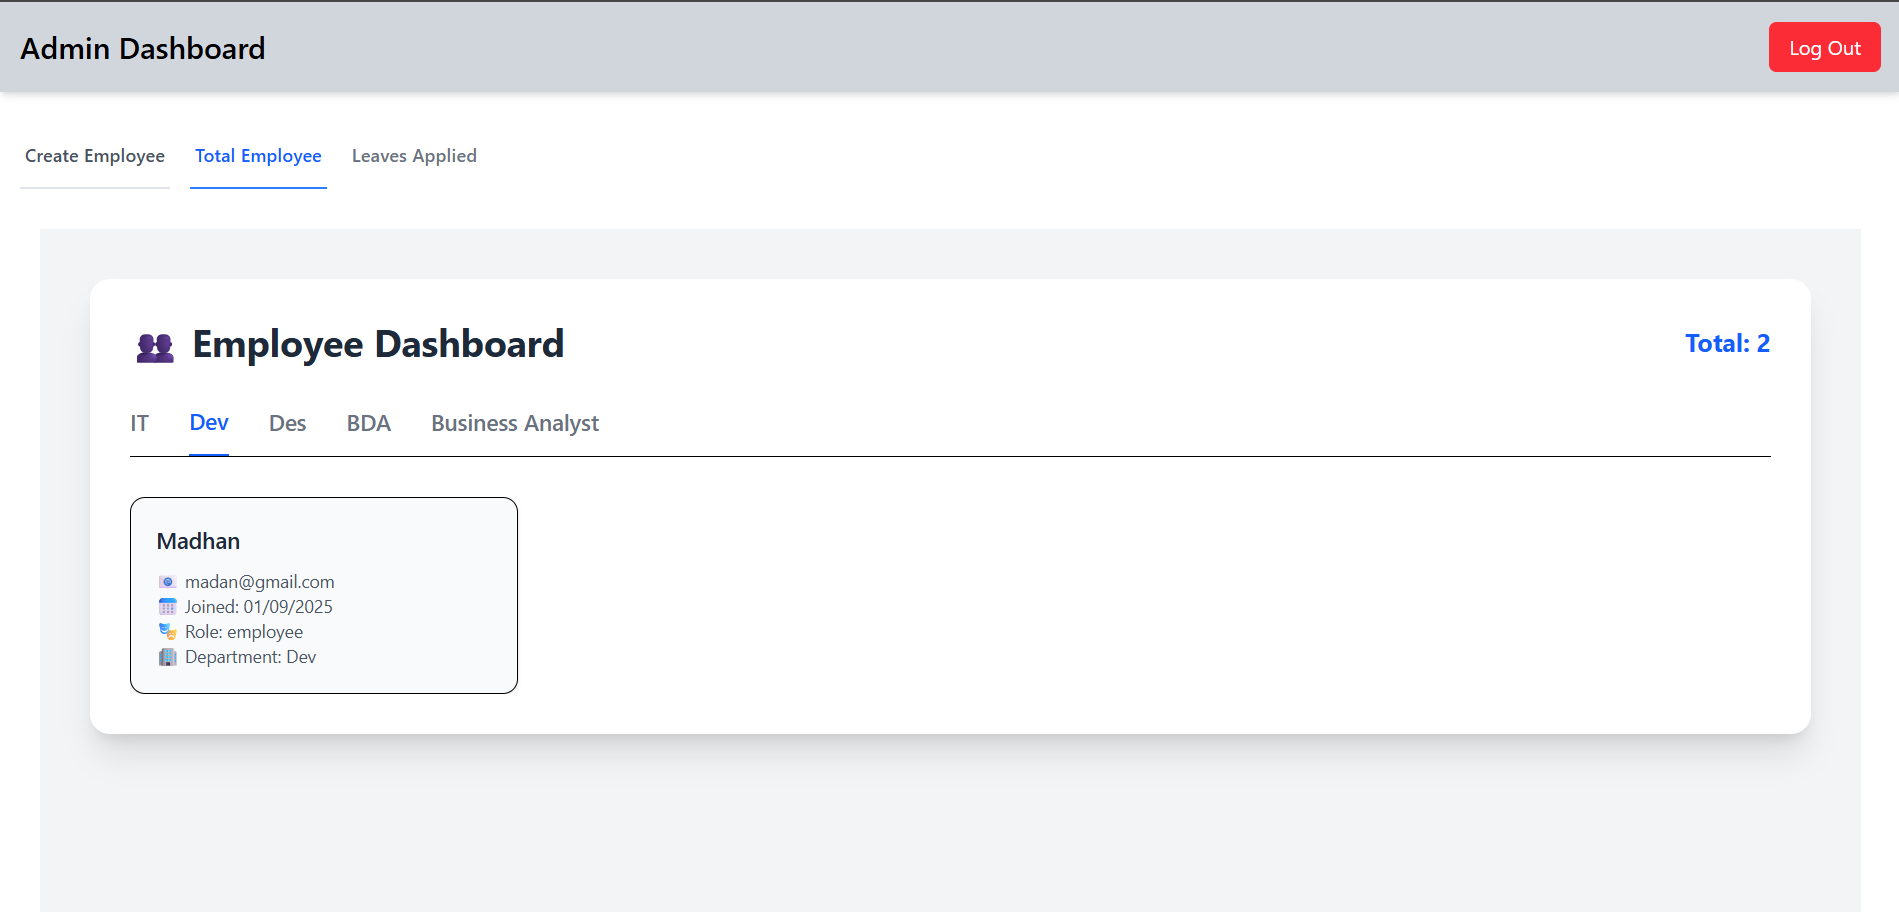 Admin Dashboard
Log Out
Create Employee
Total Employee
Leaves Applied
Employee Dashboard
Total: 2
IT
Dev
Des
BDA
Business Analyst
Madhan
madan@gmail.com
Joined: 01/09/2025
Role: employee
Department: Dev